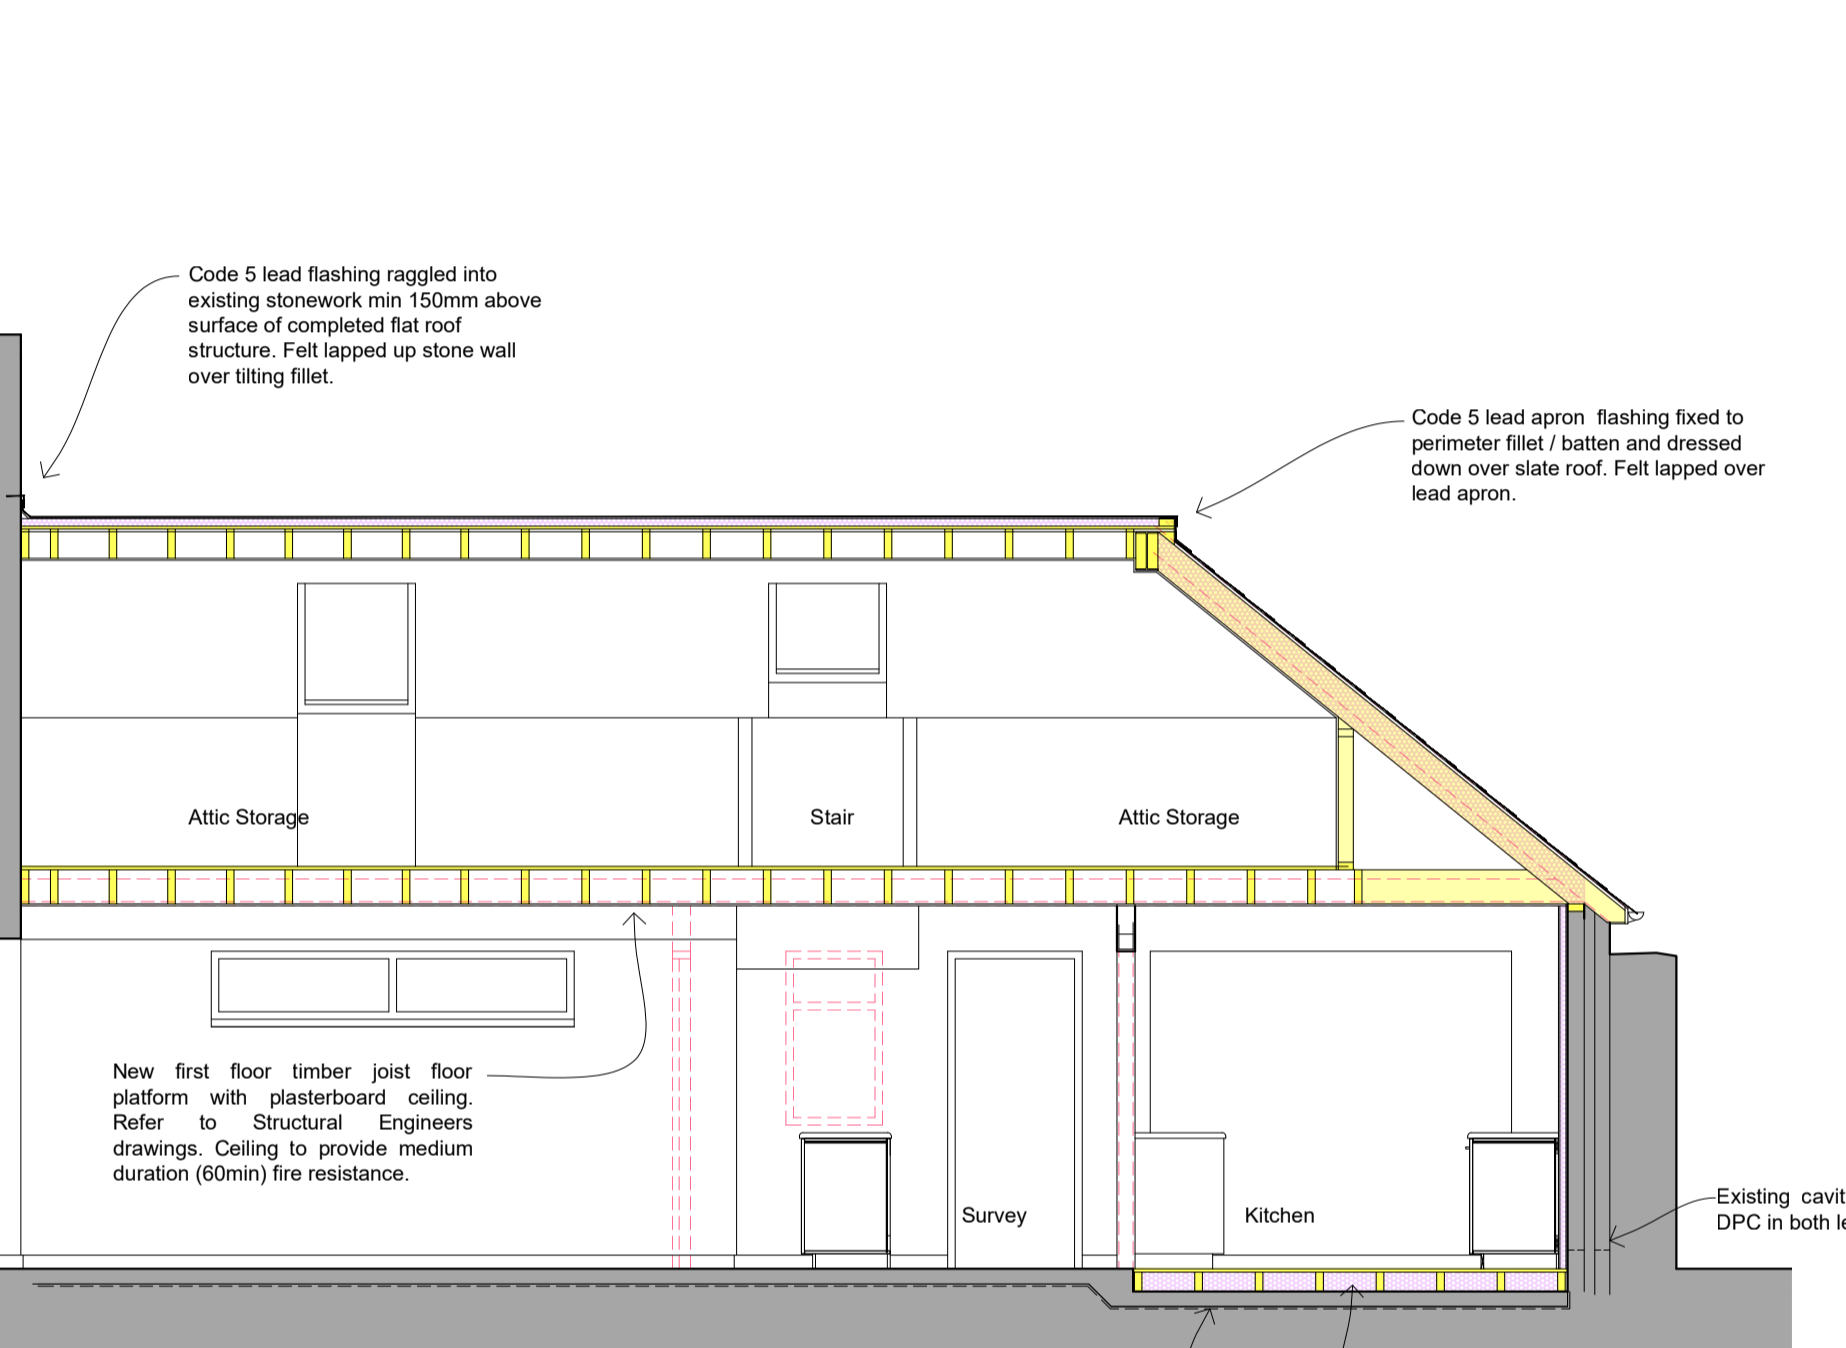 Code 5 lead flashing raggled into
existing stonework min 150mm above
surface of completed flat roof
structure. Felt lapped up stone wall
over tilting fillet.
Code 5 lead apron flashing fixed to
perimeter fillet / batten and dressed
down over slate roof. Felt lapped over
lead apron.
Attic Storage
Stair
Attic Storage
New first floor timber joist floor
platform with plasterboard ceiling.
Refer to Structural Engineers
drawings. Ceiling to provide medium
duration (60min) fire resistance.
Survey
Kitchen
Existing cavit
DPC in both le